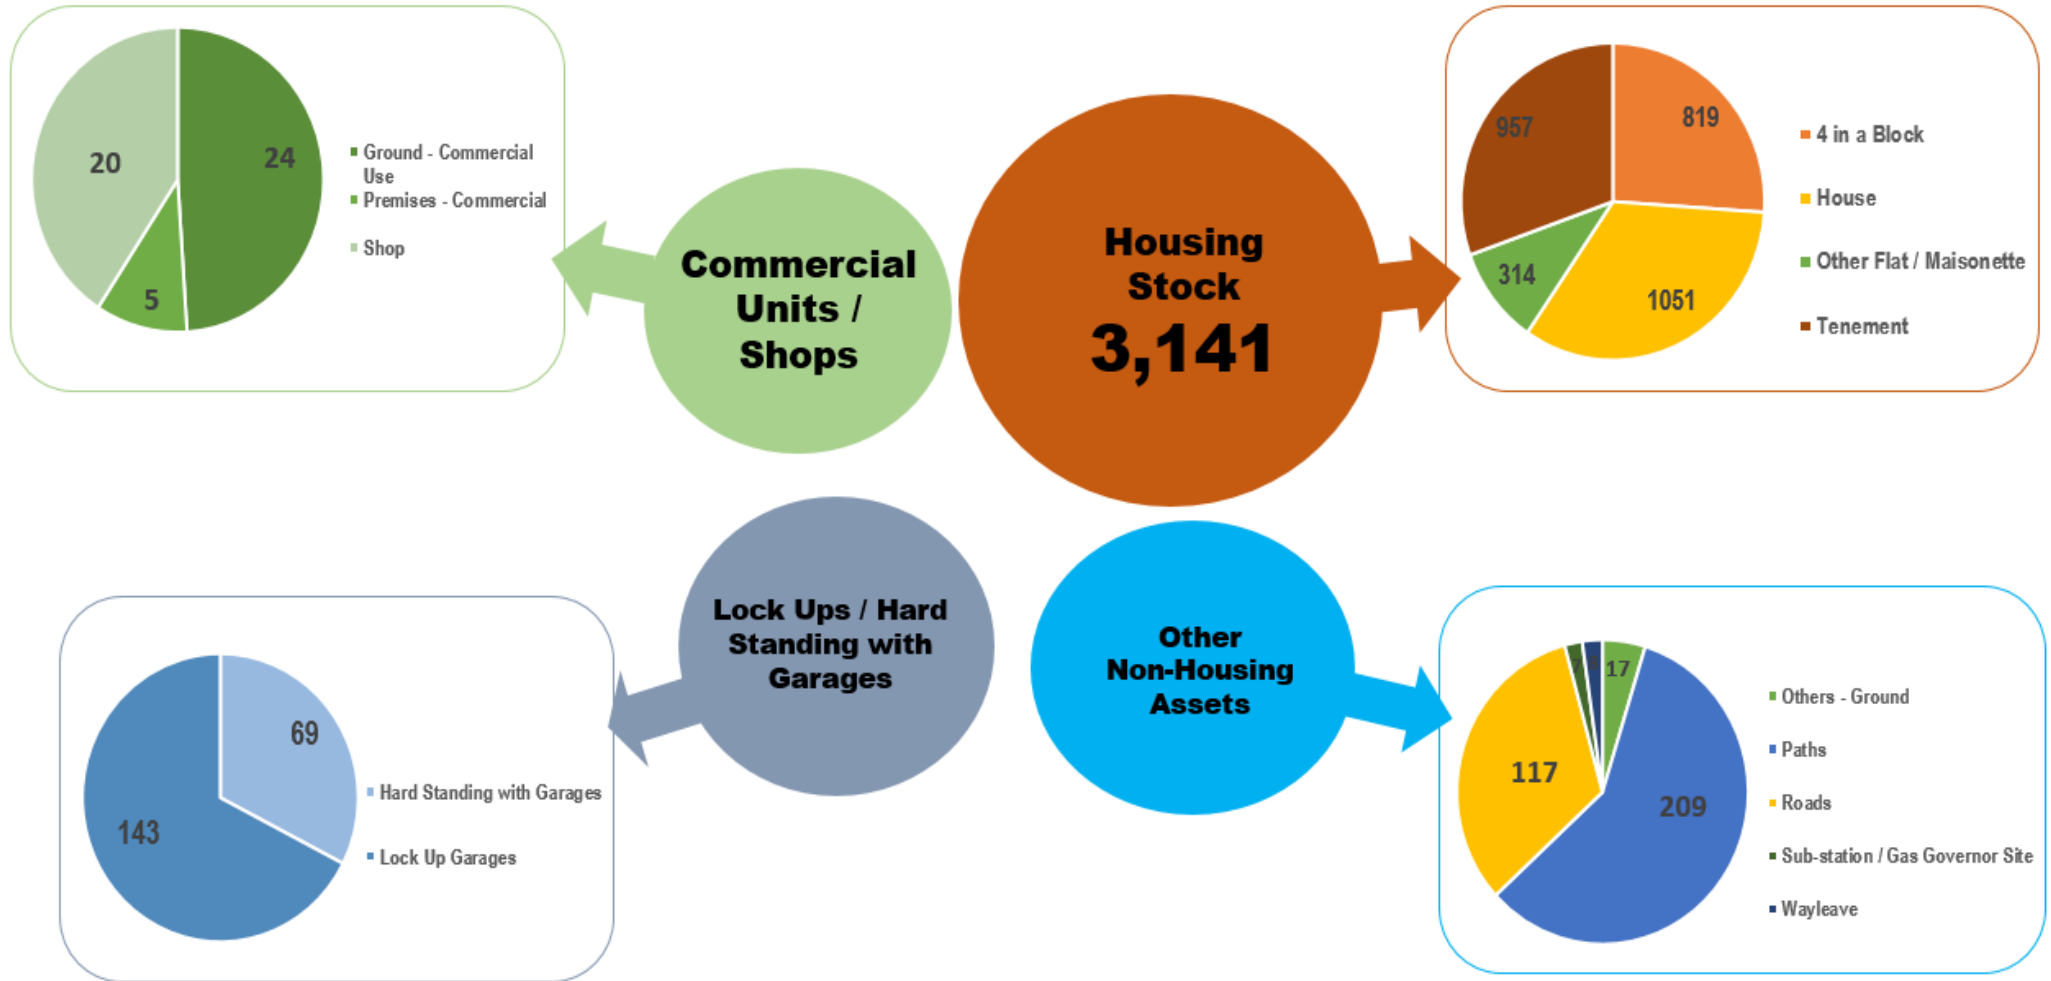 20
24
5
Ground - Commercial
Use
Premises - Commercial
Shop
Commercial
Units /
Shops
Housing
Stock
3,141
957
819
314
1051
4 in a Block
House
Other Flat / Maisonette
Tenement
69
143
Hard Standing with Garages
Lock Up Garages
Lock Ups / Hard
Standing with
Garages
Other
Non-Housing
Assets
17
117
209
Others - Ground
Paths
Roads
Sub-station / Gas Governor Site
Wayleave